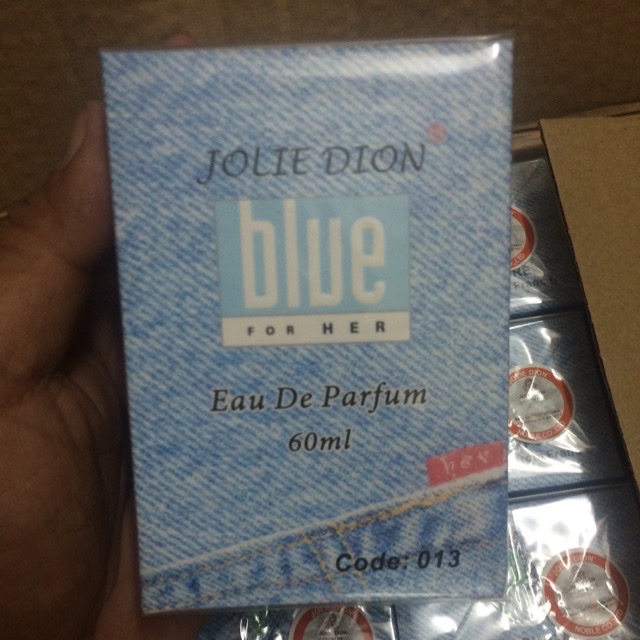 JOLIE DION®
blue
FOR HER
Eau De Parfum
60ml
Code: 013